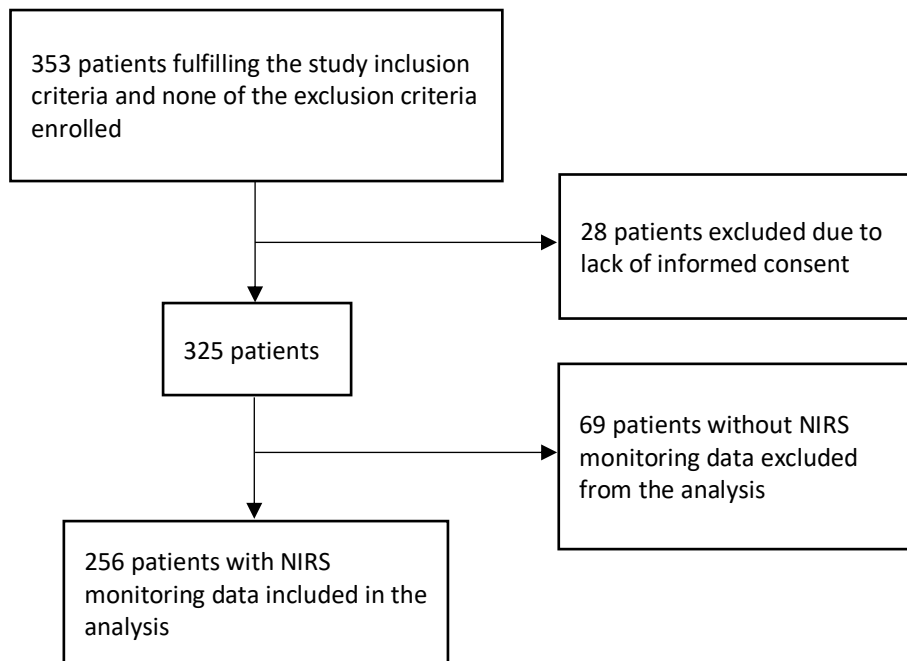 353 patients fulfilling the study inclusion
criteria and none of the exclusion criteria
enrolled
28 patients excluded due to
lack of informed consent
325 patients
69 patients without NIRS
monitoring data excluded
from the analysis
256 patients with NIRS
monitoring data included in the
analysis